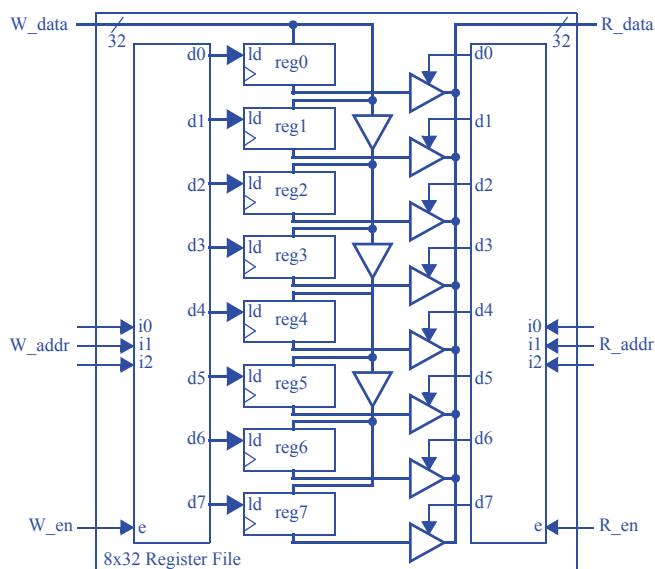 W_data
R_data
32
32
d0
ld
reg0
d0
d1
ld
reg1
d1
d2
ld
reg2
d2
d3
ld
reg3
d3
d4
ld
reg4
d4
i0
i0
W_addr
i1
i1
R_addr
i2
i2
d5
ld
reg5
d5
d6
ld
reg6
d6
d7
ld
reg7
d7
W_en
e
e
R_en
8x32 Register File